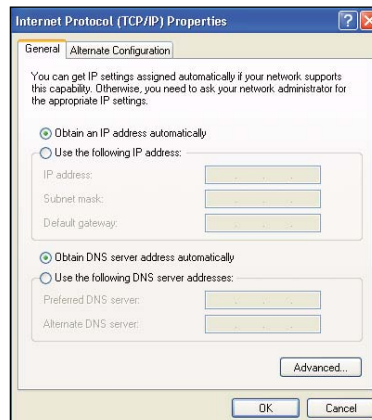 Internet Protocol (TCP/IP) Properties
General
Alternate Configuration
You can get IP settings assigned automatically if your network supports
this capability. Otherwise, you need to ask your network administrator for
the appropriate IP settings.
Obtain an IP address automatically
Use the following IP address:
IP address:
Subnet mask:
Default gateway:
Obtain DNS server address automatically
Use the following DNS server addresses:
Preferred DNS server:
Alternate DNS server:
Advanced...
OK
Cancel